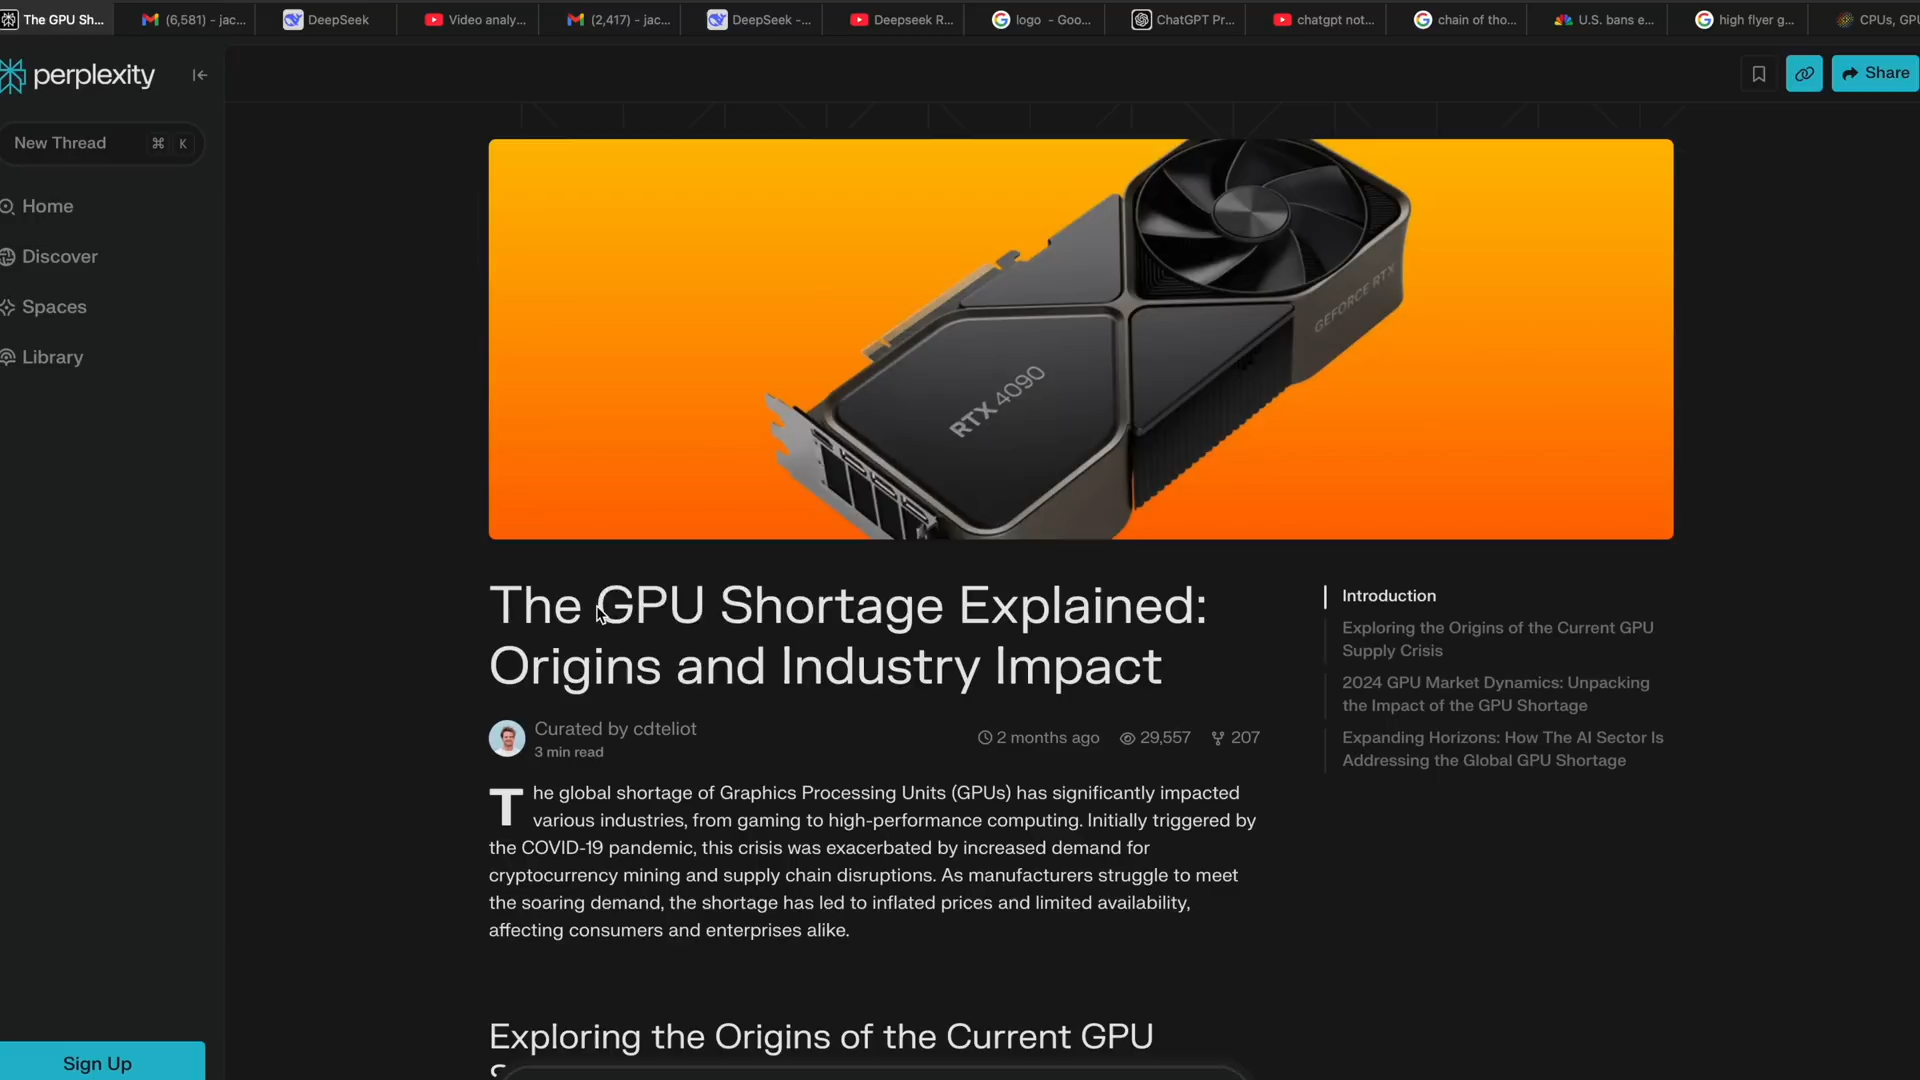 The GPU Sh...
(6,581) - jac...
DeepSeek
Video analy...
(2,417) - jac...
DeepSeek -...
Deepseek R...
logo - Goo...
ChatGPT Pr...
chatgpt not...
chain of tho...
U.S. bans e...
high flyer g...
CPUs, GPU
perplexity
Share
New Thread ⌘ K
Home
Discover
Spaces
Library
GEFORCE RTX
RTX 4090
The GPU Shortage Explained:
Origins and Industry Impact
Curated by cdteliot
3 min read
2 months ago 29,557 207
The global shortage of Graphics Processing Units (GPUs) has significantly impacted
various industries, from gaming to high-performance computing. Initially triggered by
the COVID-19 pandemic, this crisis was exacerbated by increased demand for
cryptocurrency mining and supply chain disruptions. As manufacturers struggle to meet
the soaring demand, the shortage has led to inflated prices and limited availability,
affecting consumers and enterprises alike.
Introduction
Exploring the Origins of the Current GPU
Supply Crisis
2024 GPU Market Dynamics: Unpacking
the Impact of the GPU Shortage
Expanding Horizons: How The AI Sector Is
Addressing the Global GPU Shortage
Exploring the Origins of the Current GPU
Sign Up